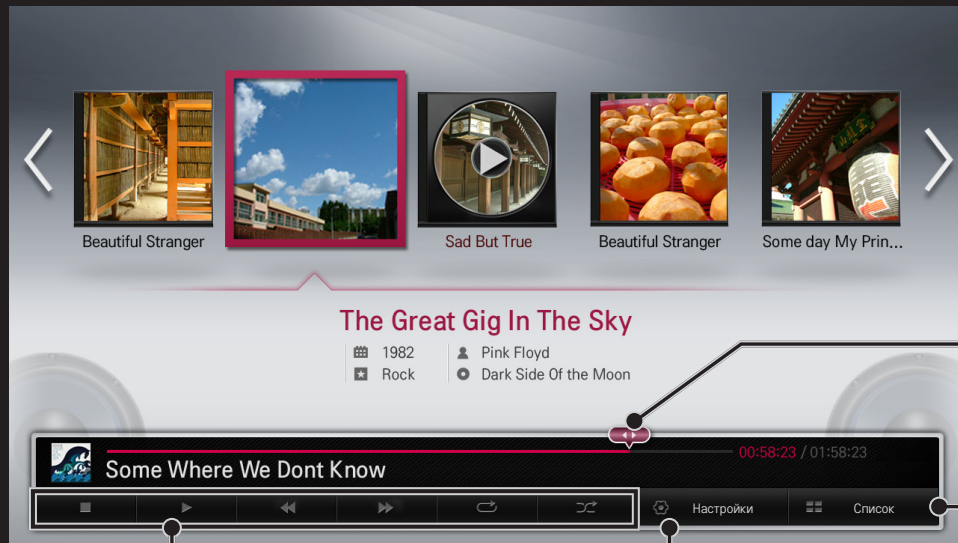 Beautiful Stranger
Sad But True
Beautiful Stranger
Some day My Prin...
The Great Gig In The Sky
1982
Pink Floyd
Rock
Dark Side Of the Moon
00:58:23 / 01:58:23
Some Where We Dont Know
Настройки
Список